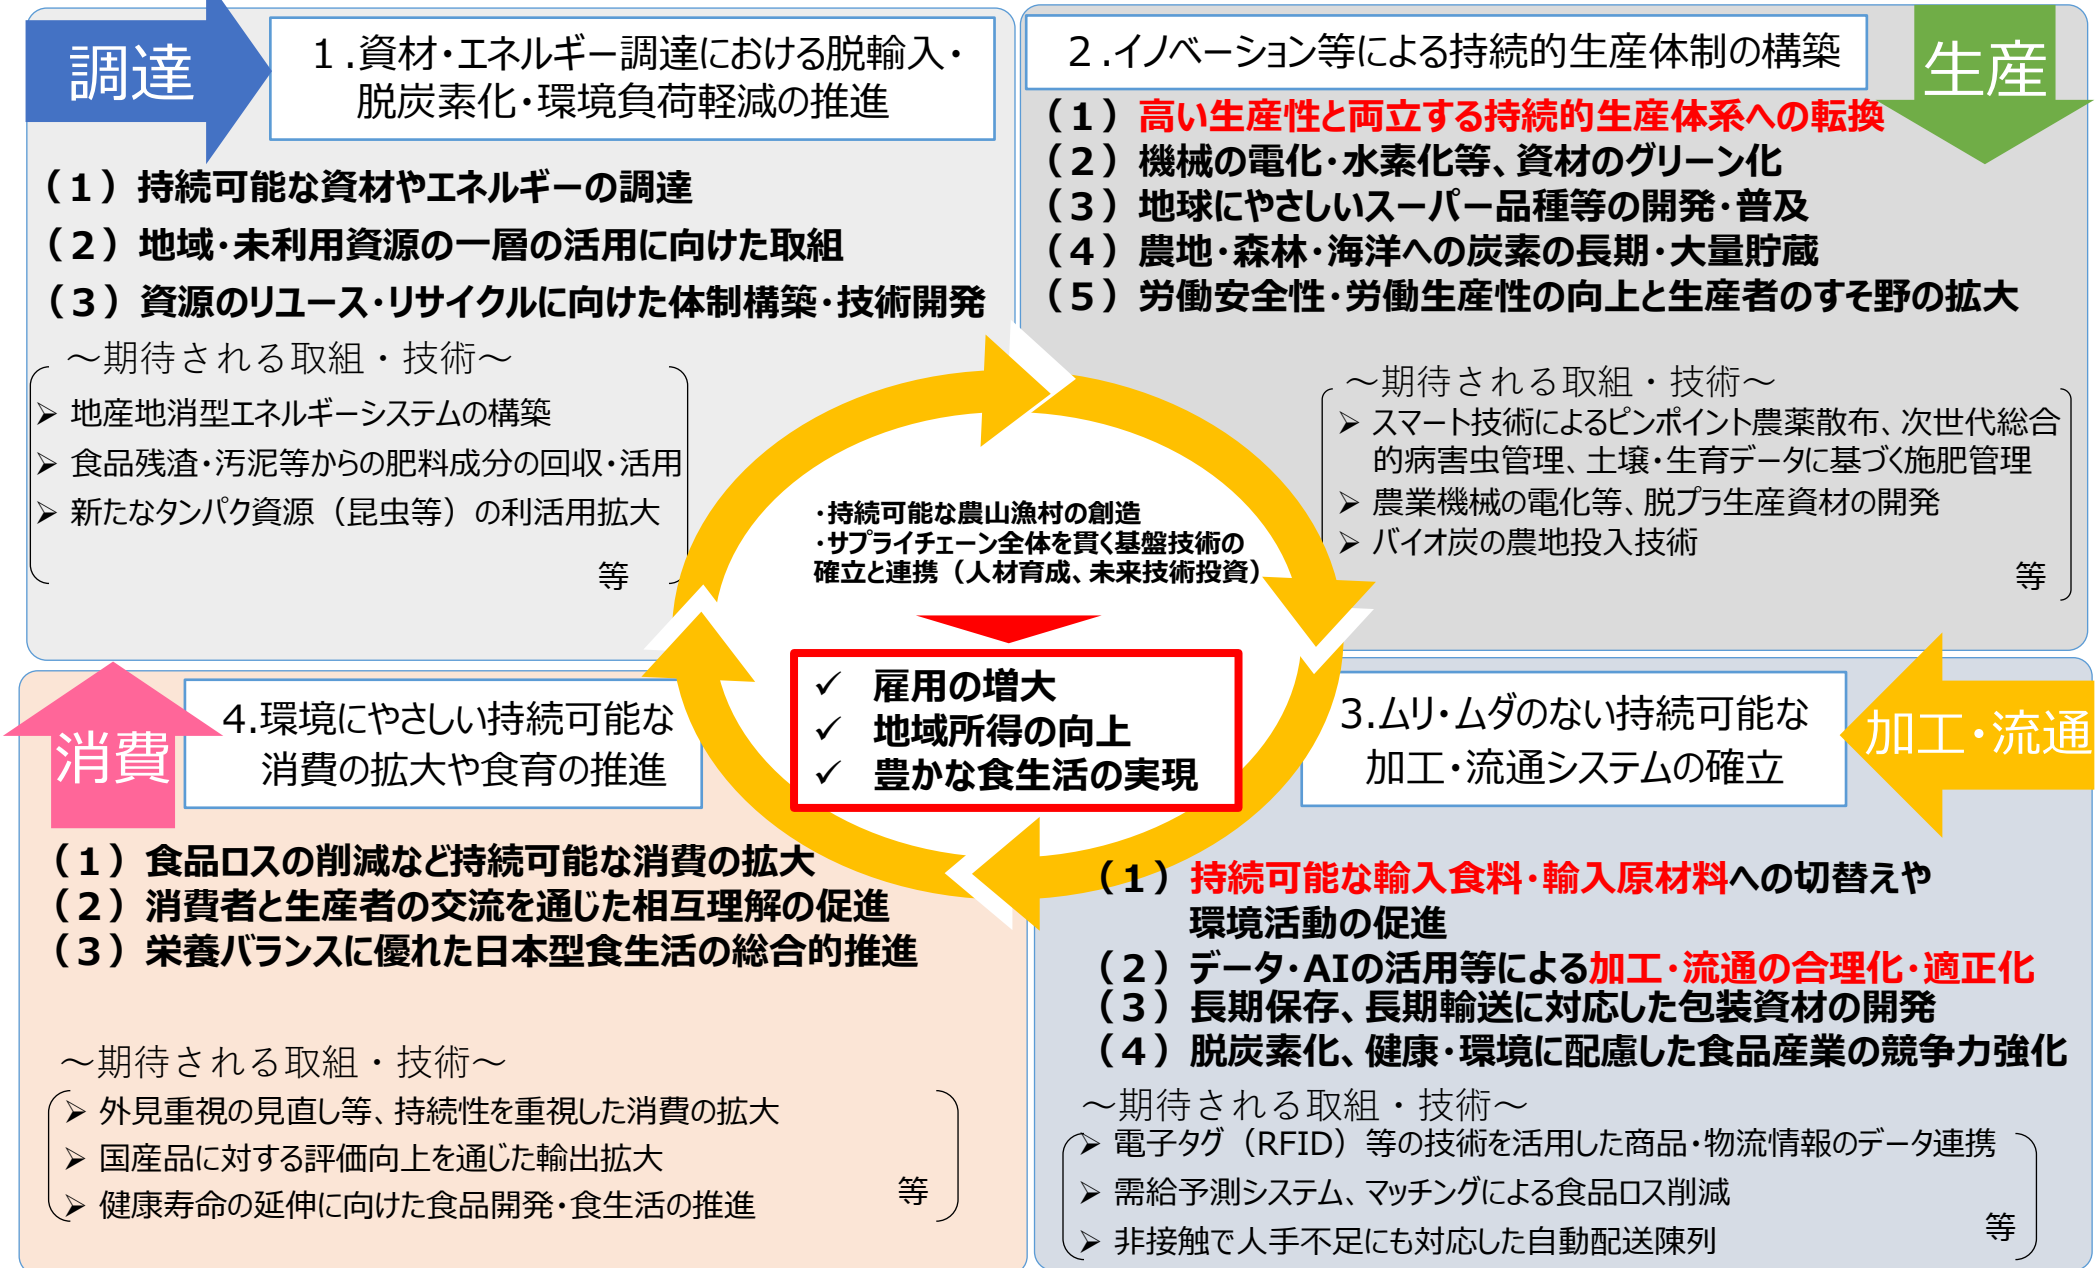 調達
１.資材・エネルギー調達における脱輸入・
脱炭素化・環境負荷軽減の推進
（１）持続可能な資材やエネルギーの調達
（２）地域・未利用資源の一層の活用に向けた取組
（３）資源のリユース・リサイクルに向けた体制構築・技術開発
～期待される取組・技術～
➢ 地産地消型エネルギーシステムの構築
➢ 食品残渣・汚泥等からの肥料成分の回収・活用
➢ 新たなタンパク資源（昆虫等）の利活用拡大
等
２.イノベーション等による持続的生産体制の構築
生産
（１）高い生産性と両立する持続的生産体系への転換
（２）機械の電化・水素化等、資材のグリーン化
（３）地球にやさしいスーパー品種等の開発・普及
（４）農地・森林・海洋への炭素の長期・大量貯蔵
（５）労働安全性・労働生産性の向上と生産者のすそ野の拡大
～期待される取組・技術～
➢ スマート技術によるピンポイント農薬散布、次世代総合
的病害虫管理、土壌・生育データに基づく施肥管理
➢ 農業機械の電化等、脱プラ生産資材の開発
➢ バイオ炭の農地投入技術
等
・持続可能な農山漁村の創造
・サプライチェーン全体を貫く基盤技術の
確立と連携（人材育成、未来技術投資）
✓ 雇用の増大
✓ 地域所得の向上
✓ 豊かな食生活の実現
加工・流通
3.ムリ・ムダのない持続可能な
加工・流通システムの確立
（１）持続可能な輸入食料・輸入原材料への切替えや
環境活動の促進
（２）データ・AIの活用等による加工・流通の合理化・適正化
（３）長期保存、長期輸送に対応した包装資材の開発
（４）脱炭素化、健康・環境に配慮した食品産業の競争力強化
～期待される取組・技術～
➢ 電子タグ（RFID）等の技術を活用した商品・物流情報のデータ連携
➢ 需給予測システム、マッチングによる食品ロス削減
➢ 非接触で人手不足にも対応した自動配送陳列
等
消費
4.環境にやさしい持続可能な
消費の拡大や食育の推進
（１）食品ロスの削減など持続可能な消費の拡大
（２）消費者と生産者の交流を通じた相互理解の促進
（３）栄養バランスに優れた日本型食生活の総合的推進
～期待される取組・技術～
➢ 外見重視の見直し等、持続性を重視した消費の拡大
➢ 国産品に対する評価向上を通じた輸出拡大
➢ 健康寿命の延伸に向けた食品開発・食生活の推進
等